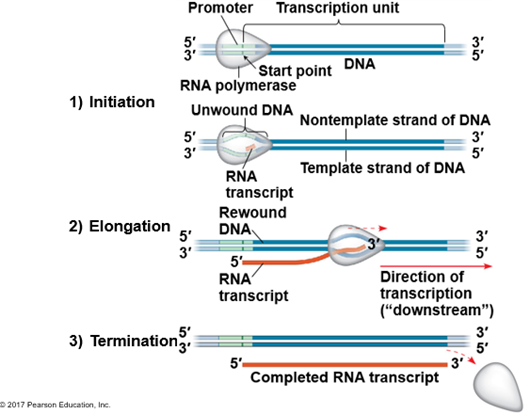 Promoter
Transcription unit
5′
3′
3′
5′
Start point
DNA
RNA polymerase
1) Initiation
Unwound DNA
Nontemplate strand of DNA
5′
3′
3′
5′
RNA
transcript
Template strand of DNA
2) Elongation
Rewound
DNA
5′
3′
3′
3′
5′
5′
RNA
transcript
Direction of
transcription
(“downstream”)
3) Termination
5′
3′
3′
5′
5′
3′
Completed RNA transcript
© 2017 Pearson Education, Inc.